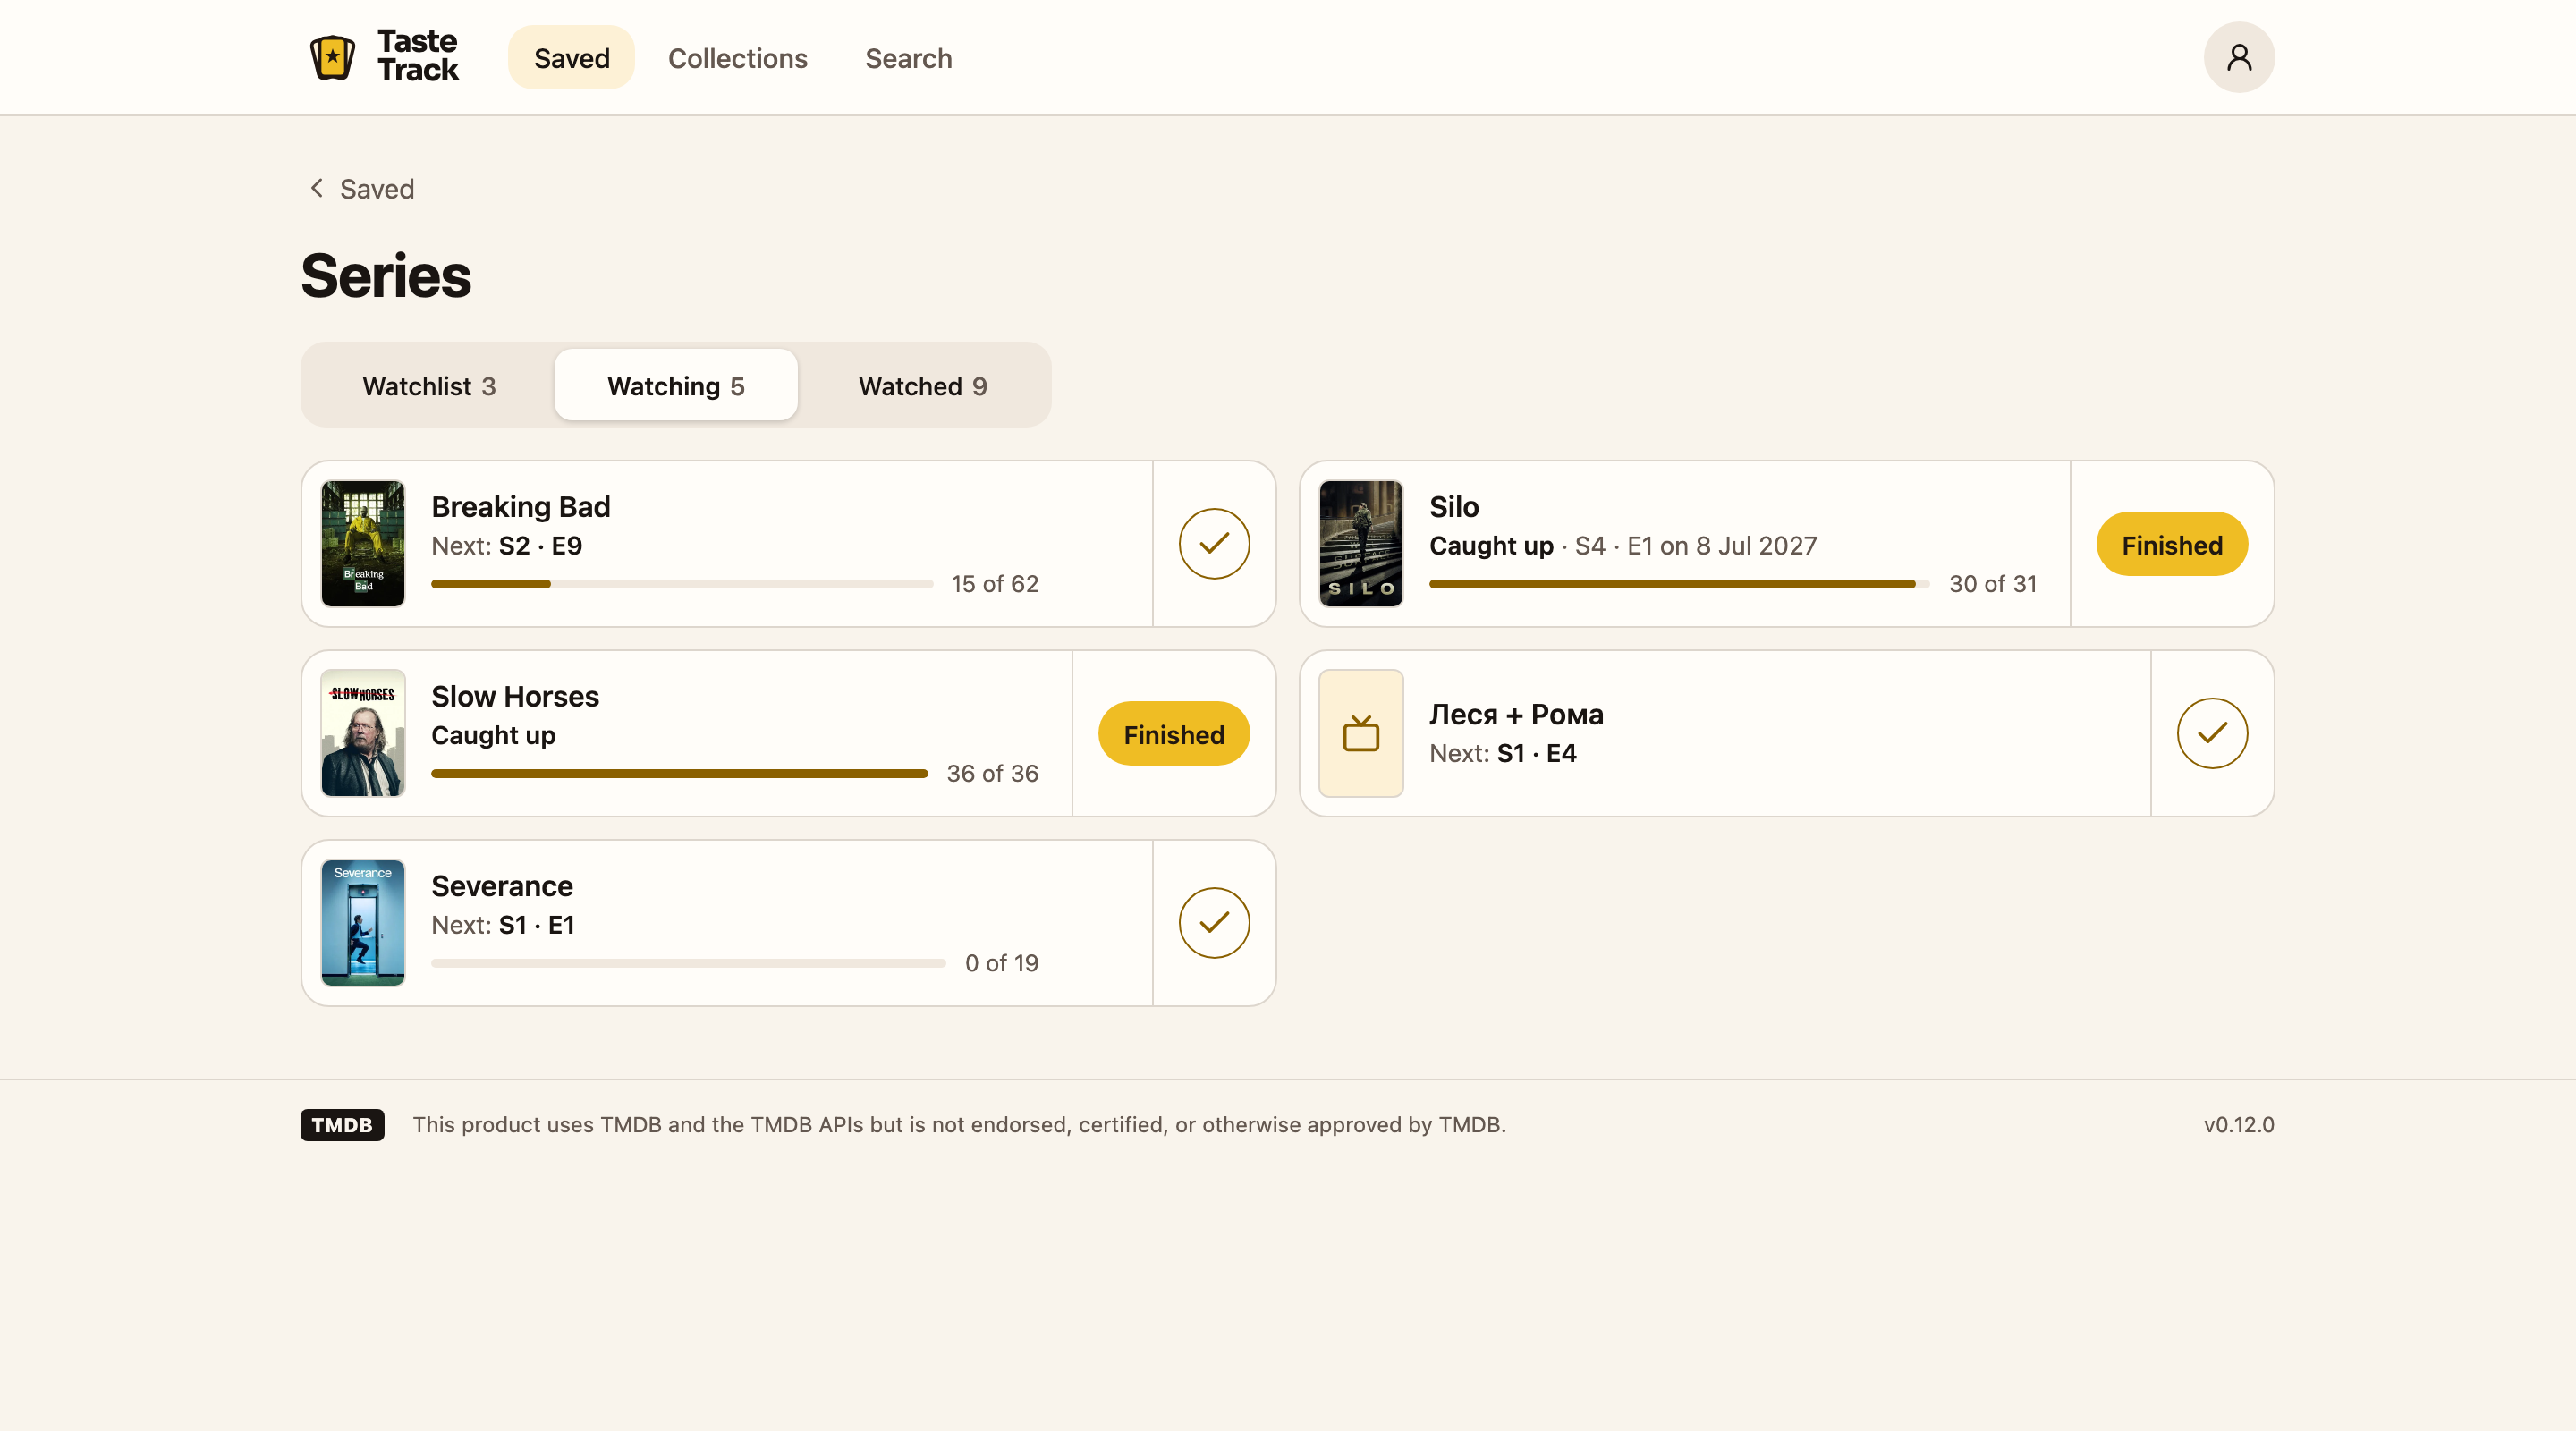 Taste
Track
Saved
Collections
Search
Saved
Series
Watchlist 3
Watching 5
Watched 9
Breaking
Bad
Breaking Bad
Next: S2 · E9
15 of 62
SILO
Silo
Caught up · S4 · E1 on 8 Jul 2027
30 of 31
Finished
SLOW HORSES
Slow Horses
Caught up
36 of 36
Finished
Леся + Рома
Next: S1 · E4
Severance
Severance
Next: S1 · E1
0 of 19
TMDB
This product uses TMDB and the TMDB APIs but is not endorsed, certified, or otherwise approved by TMDB.
v0.12.0